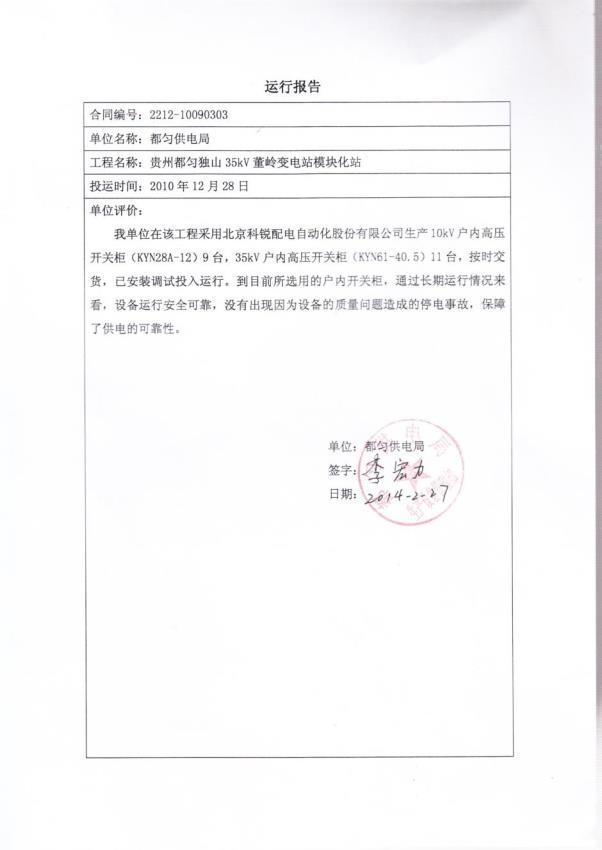 运行报告
合同编号：2212-10090303
单位名称：都匀供电局
工程名称：贵州都匀独山 35kV 董岭变电站模块化站
投运时间：2010 年 12 月 28 日
单位评价：
我单位在该工程采用北京科锐配电自动化股份有限公司生产 10kV 户内高压
开关柜（KYN28A-12）9 台，35kV 户内高压开关柜（KYN61-40.5）11 台，按时交
货，已安装调试投入运行。到目前所选用的户内开关柜，通过长期运行情况来
看，设备运行安全可靠，没有出现因为设备的质量问题造成的停电事故，保障
了供电的可靠性。
单位：都匀供电局
签字：李宏力
日期：2014-2-27